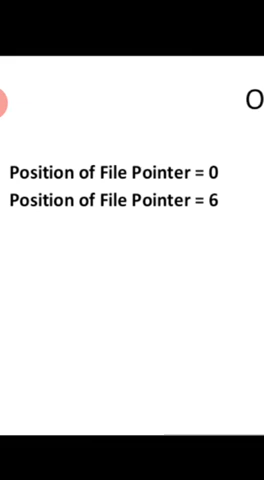 Position of File Pointer = 0
Position of File Pointer = 6